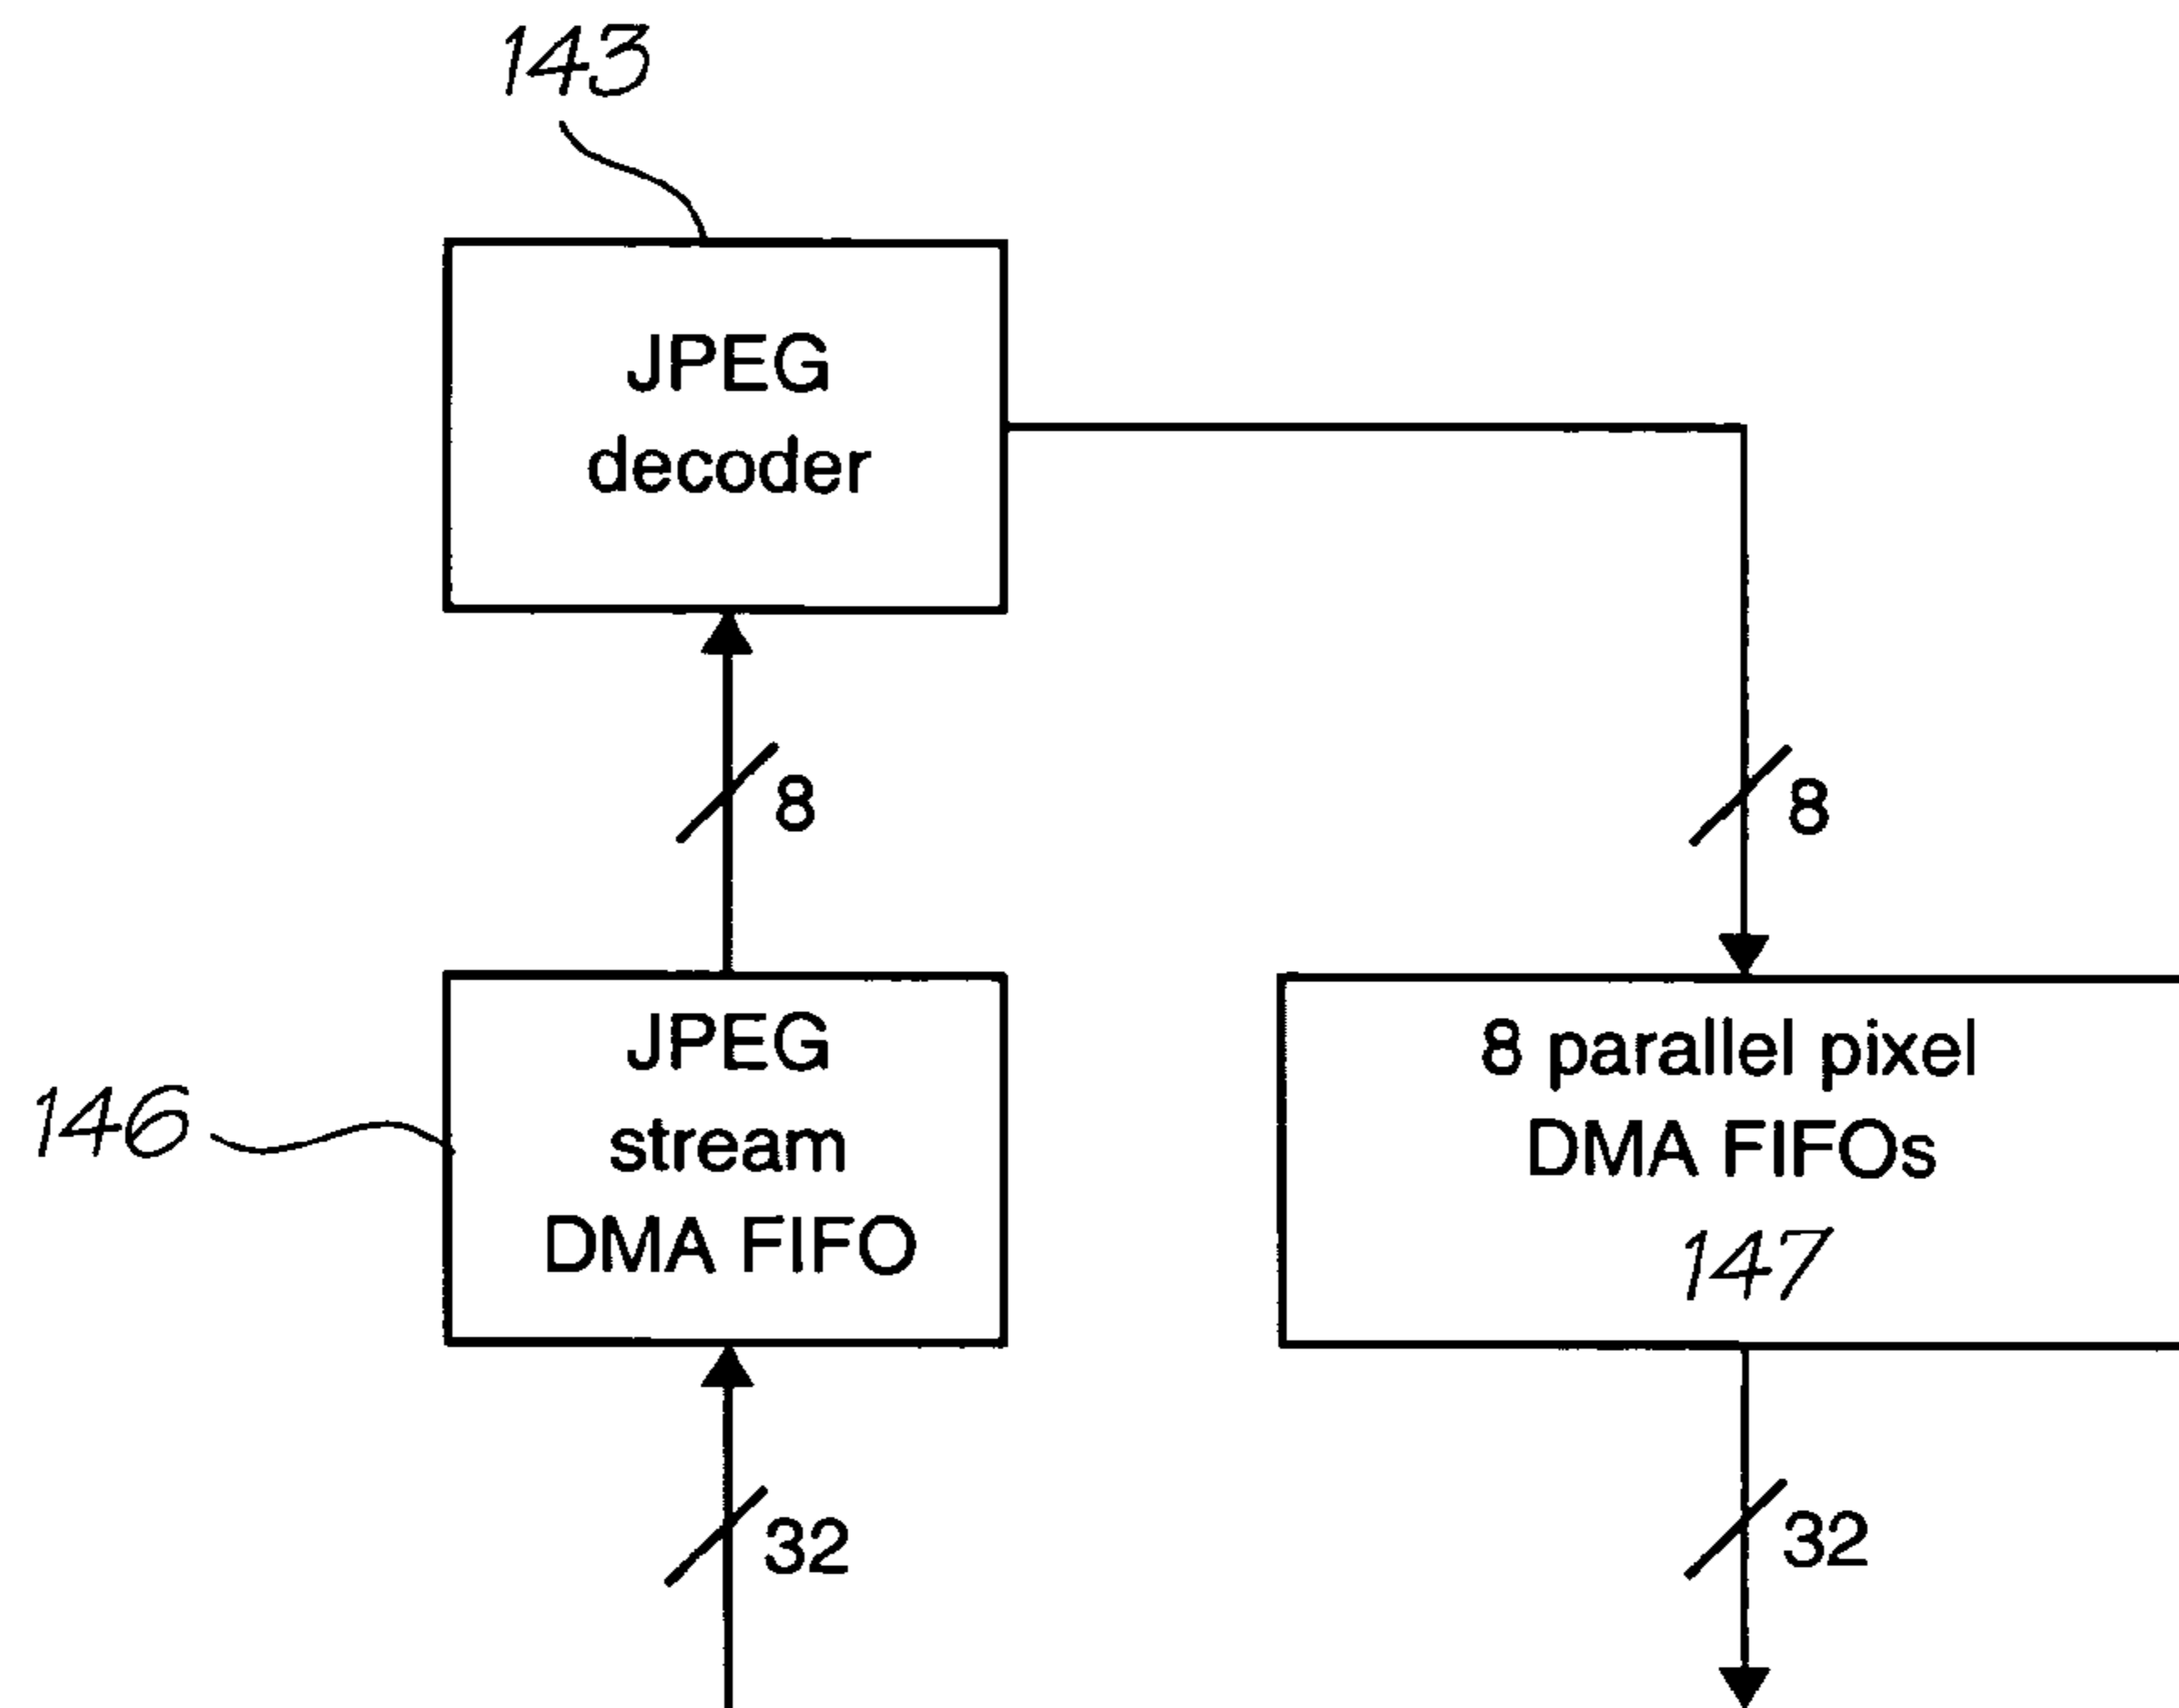 143
JPEG
decoder
8
8
JPEG
stream
DMA FIFO
146
8 parallel pixel
DMA FIFOs
147
32
32